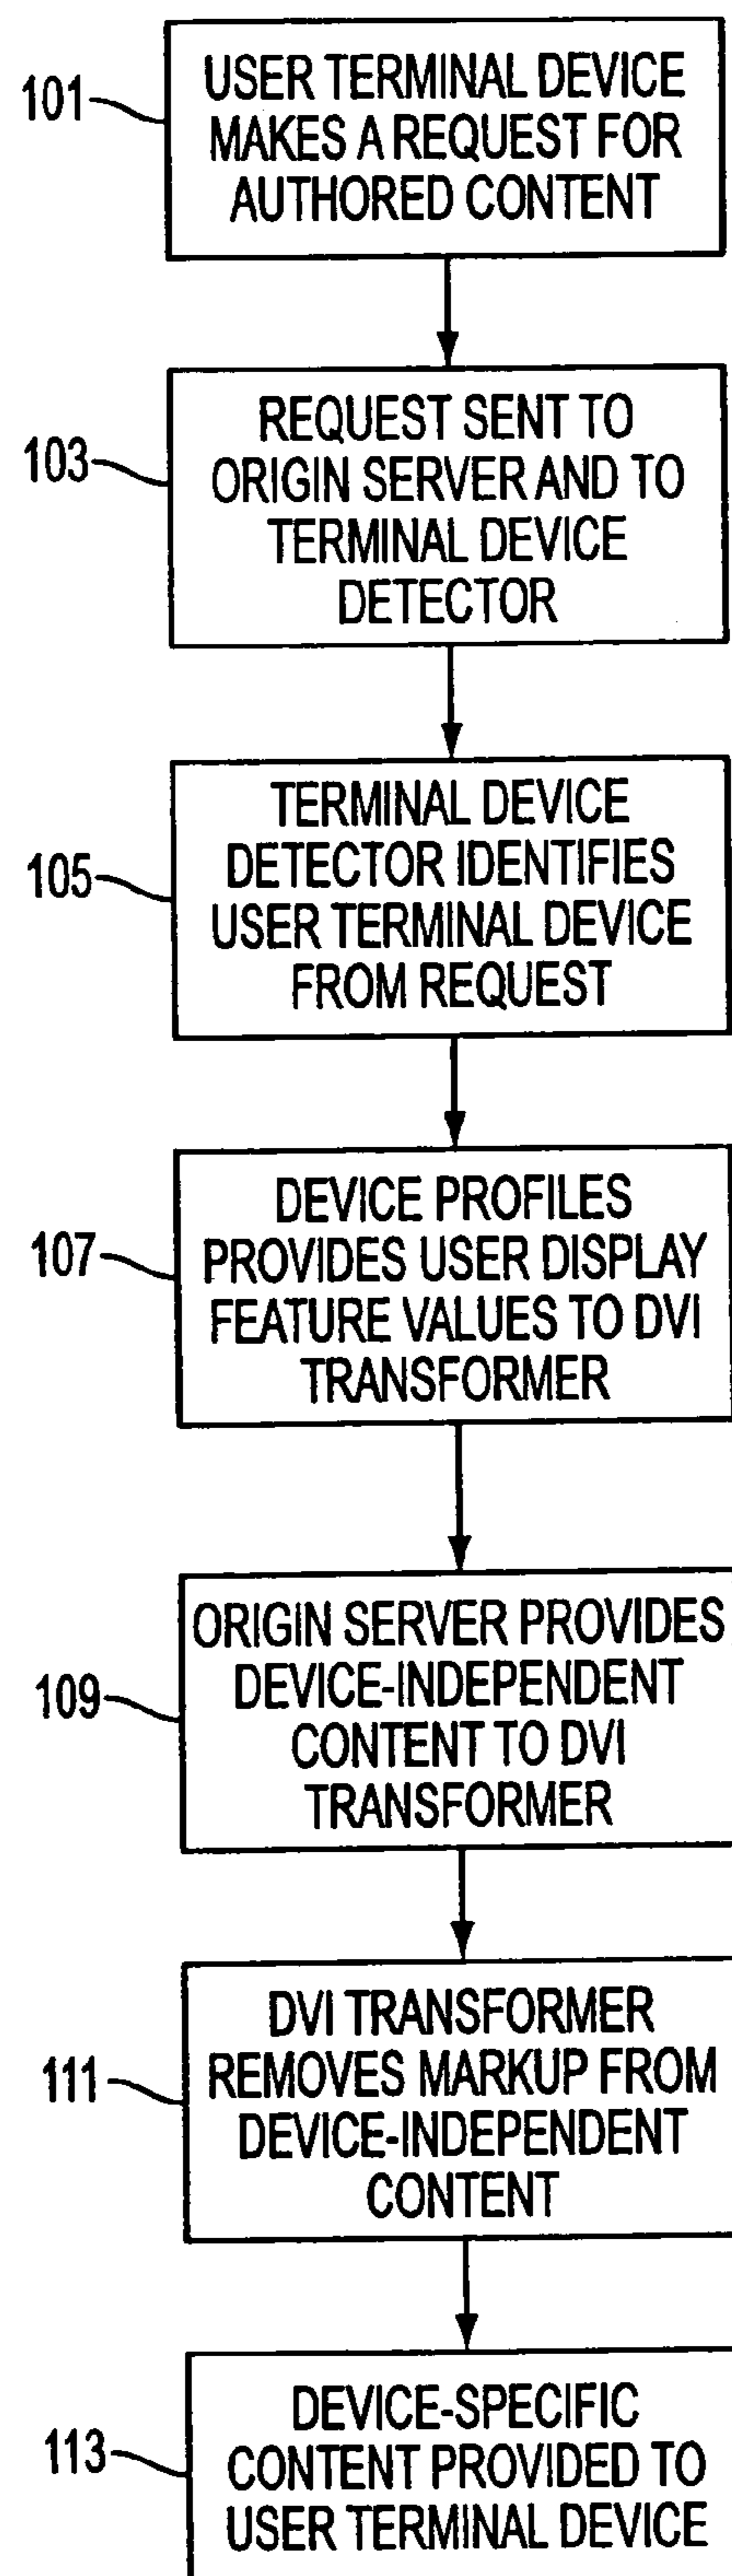 101
USER TERMINAL DEVICE
MAKES A REQUEST FOR
AUTHORED CONTENT
103
REQUEST SENT TO
ORIGIN SERVER AND TO
TERMINAL DEVICE
DETECTOR
105
TERMINAL DEVICE
DETECTOR IDENTIFIES
USER TERMINAL DEVICE
FROM REQUEST
107
DEVICE PROFILES
PROVIDES USER DISPLAY
FEATURE VALUES TO DVI
TRANSFORMER
109
ORIGIN SERVER PROVIDES
DEVICE-INDEPENDENT
CONTENT TO DVI
TRANSFORMER
111
DVI TRANSFORMER
REMOVES MARKUP FROM
DEVICE-INDEPENDENT
CONTENT
113
DEVICE-SPECIFIC
CONTENT PROVIDED TO
USER TERMINAL DEVICE